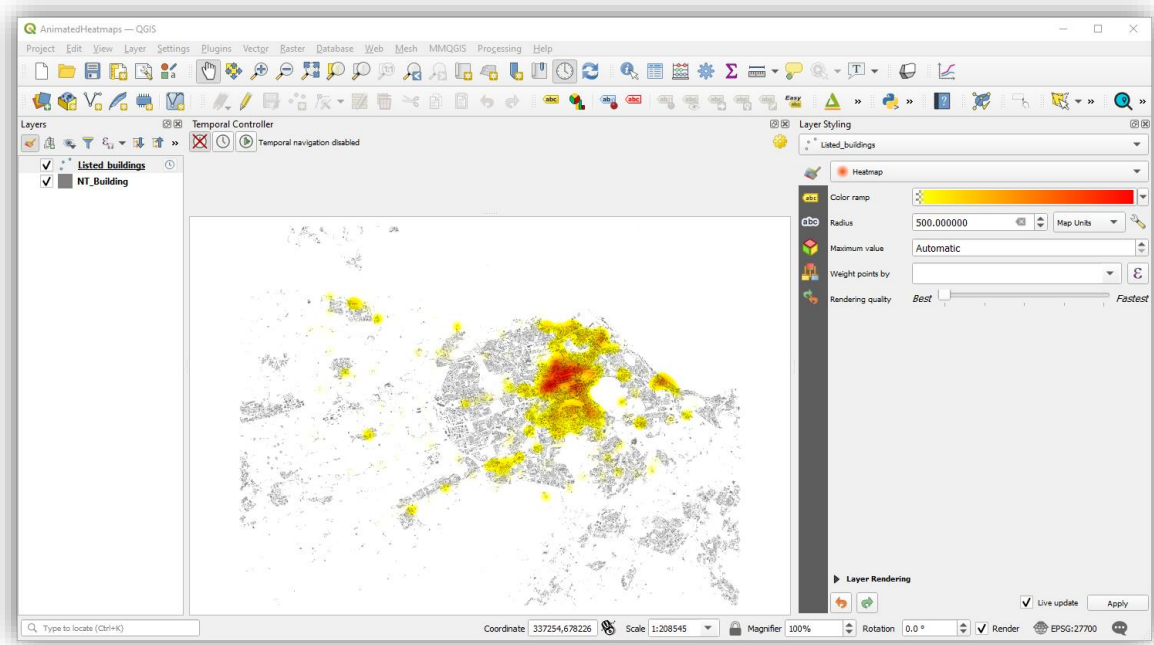 AnimatedHeatmaps — QGIS
Project Edit View Layer Settings Plugins Vector Raster Database Web Mesh MMQGIS Processing Help
Layers
Temporal Controller
Layer Styling
Temporal navigation disabled
Listed_buildings
Listed buildings
NT_Building
Heatmap
Color ramp
Radius 500.000000 Map Units
Maximum value Automatic
Weight points by
Rendering quality Best Fastest
Layer Rendering
Live update Apply
Type to locate (Ctrl+K) Coordinate 337254,678226 Scale 1:208545 Magnifier 100% Rotation 0.0 ° Render EPSG:27700